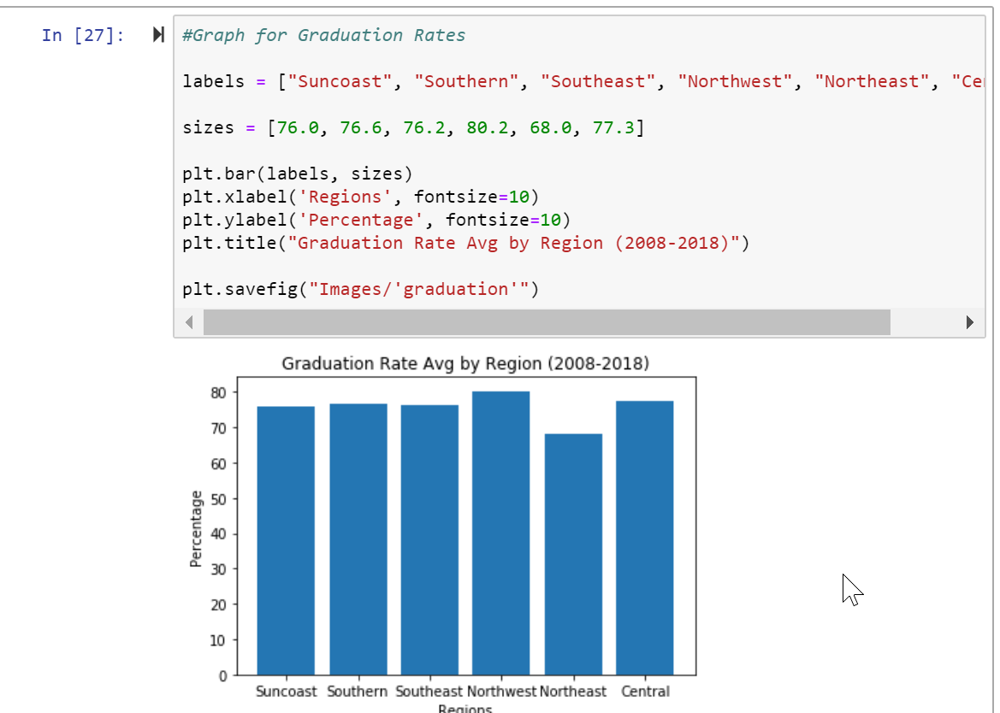 In [27]:
#Graph for Graduation Rates
labels = ["Suncoast", "Southern", "Southeast", "Northwest", "Northeast", "Ce
sizes = [76.0, 76.6, 76.2, 80.2, 68.0, 77.3]
plt.bar(labels, sizes)
plt.xlabel('Regions', fontsize=10)
plt.ylabel('Percentage', fontsize=10)
plt.title("Graduation Rate Avg by Region (2008-2018)")
plt.savefig("Images/'graduation'")
Graduation Rate Avg by Region (2008-2018)
80
70
60
50
40
30
20
10
0
Percentage
Suncoast Southern Southeast Northwest Northeast Central
Regions